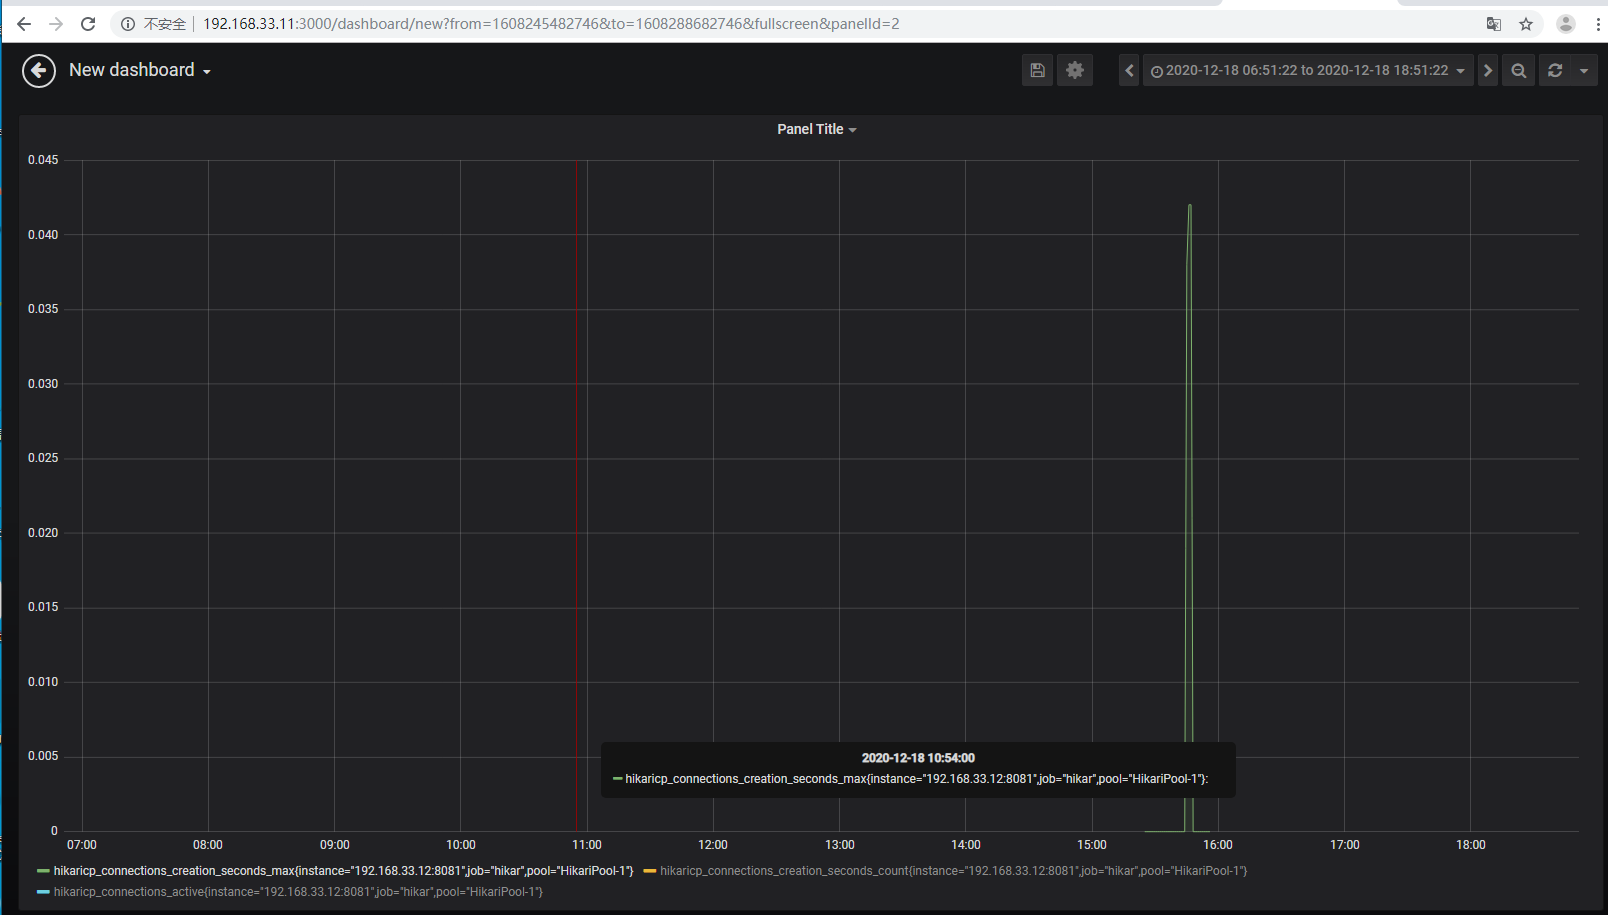 不安全 192.168.33.11:3000/dashboard/new?from=1608245482746&to=1608288682746&fullscreen&panelId=2
New dashboard
2020-12-18 06:51:22 to 2020-12-18 18:51:22
Panel Title
0.045
0.040
0.035
0.030
0.025
0.020
0.015
0.010
0.005
0
2020-12-18 10:54:00
hikaricp_connections_creation_seconds_max{instance="192.168.33.12:8081",job="hikar",pool="HikariPool-1"}:
07:00 08:00 09:00 10:00 11:00 12:00 13:00 14:00 15:00 16:00 17:00 18:00
hikaricp_connections_creation_seconds_max{instance="192.168.33.12:8081",job="hikar",pool="HikariPool-1"} hikaricp_connections_creation_seconds_count{instance="192.168.33.12:8081",job="hikar",pool="HikariPool-1"}
hikaricp_connections_active{instance="192.168.33.12:8081",job="hikar",pool="HikariPool-1"}